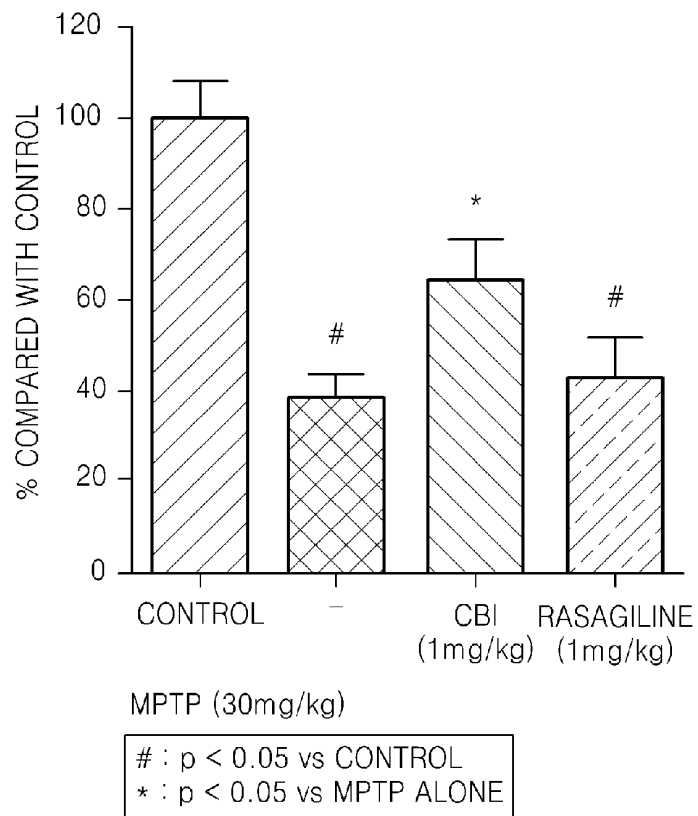 % COMPARED WITH CONTROL
120
100
80
60
40
20
0
*
#
#
CONTROL
–
CBI
(1mg/kg)
RASAGILINE
(1mg/kg)
MPTP (30mg/kg)
# : p < 0.05 vs CONTROL
* : p < 0.05 vs MPTP ALONE